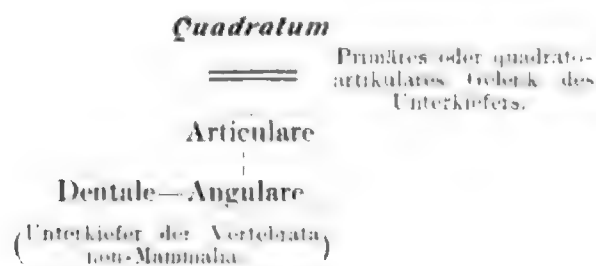 Quadratum
Primäres oder quadrato-
artikulares Gelenk des
Unterkiefers.
Articulare
Dentale—Angulare
(Unterkiefer der Vertebrata
non-Mammalia)